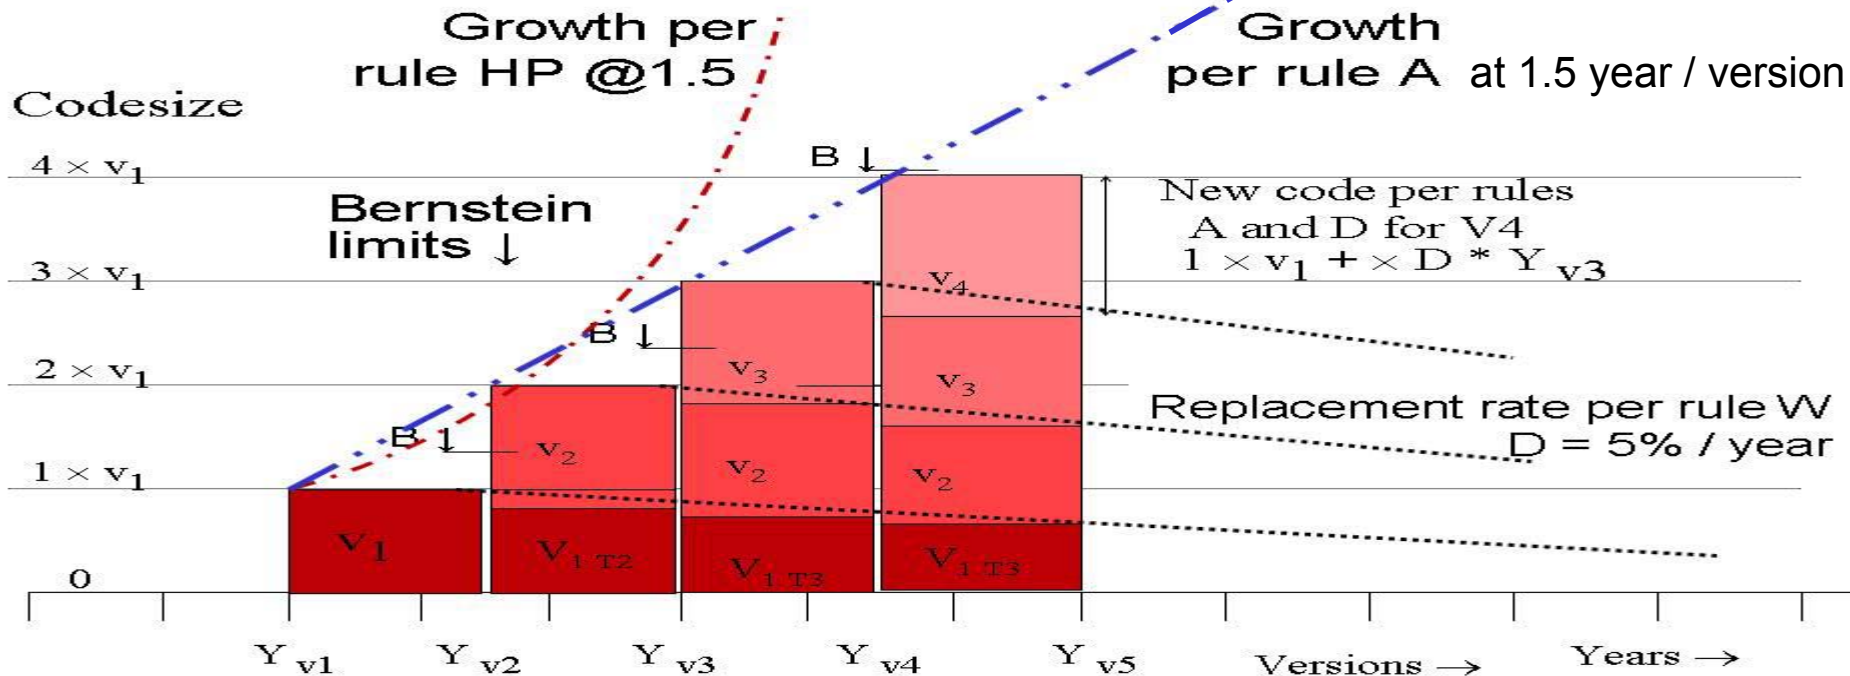 Growth per
rule HP @1.5
Growth
per rule A at 1.5 year / version
Codesize
4 × v1
B ↓
Bernstein
limits ↓
New code per rules
A and D for V4
1 × v1 + × D * Y v3
3 × v1
v4
B ↓
2 × v1
v3
v3
Replacement rate per rule W
D = 5% / year
B ↓
v2
v2
v2
1 × v1
v1
V1 T2
V1 T3
V1 T3
0
Y v1
Y v2
Y v3
Y v4
Y v5
Versions →
Years →